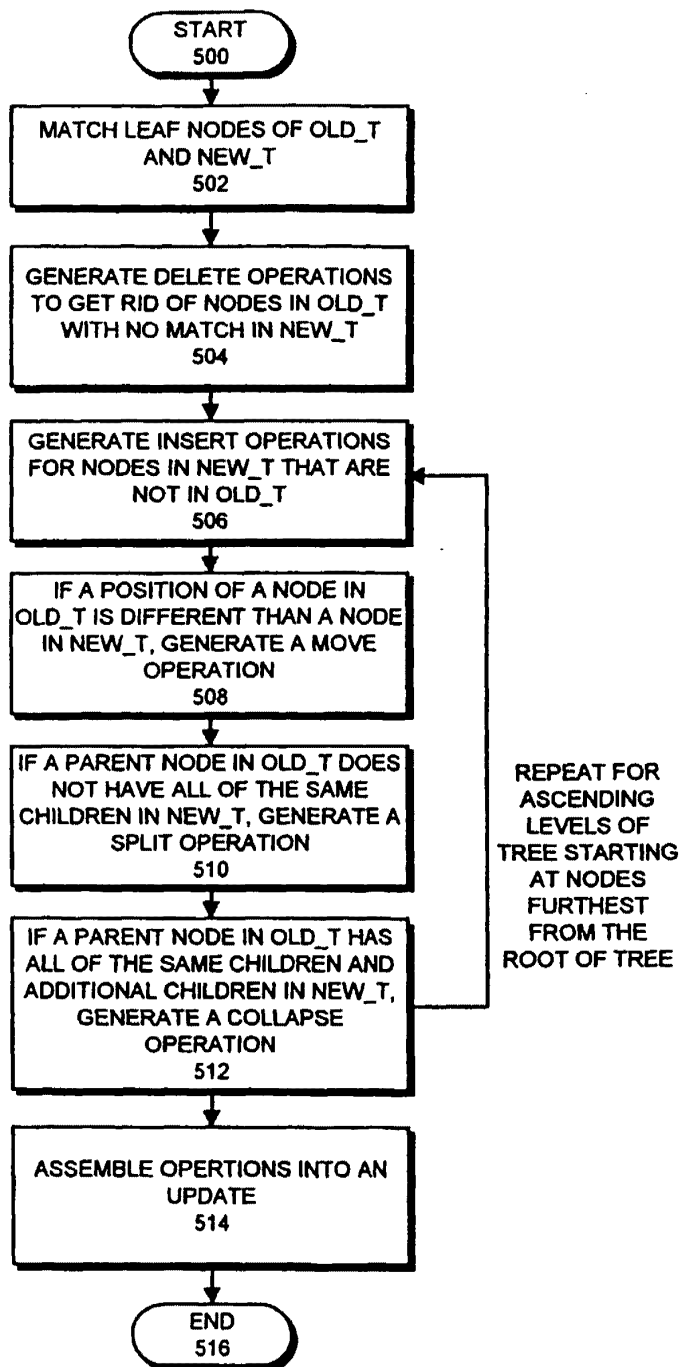 START
500
MATCH LEAF NODES OF OLD_T
AND NEW_T
502
GENERATE DELETE OPERATIONS
TO GET RID OF NODES IN OLD_T
WITH NO MATCH IN NEW_T
504
GENERATE INSERT OPERATIONS
FOR NODES IN NEW_T THAT ARE
NOT IN OLD_T
506
IF A POSITION OF A NODE IN
OLD_T IS DIFFERENT THAN A NODE
IN NEW_T, GENERATE A MOVE
OPERATION
508
IF A PARENT NODE IN OLD_T DOES
NOT HAVE ALL OF THE SAME
CHILDREN IN NEW_T, GENERATE A
SPLIT OPERATION
510
IF A PARENT NODE IN OLD_T HAS
ALL OF THE SAME CHILDREN AND
ADDITIONAL CHILDREN IN NEW_T,
GENERATE A COLLAPSE
OPERATION
512
REPEAT FOR
ASCENDING
LEVELS OF
TREE STARTING
AT NODES
FURTHEST
FROM THE
ROOT OF TREE
ASSEMBLE OPERTIONS INTO AN
UPDATE
514
END
516